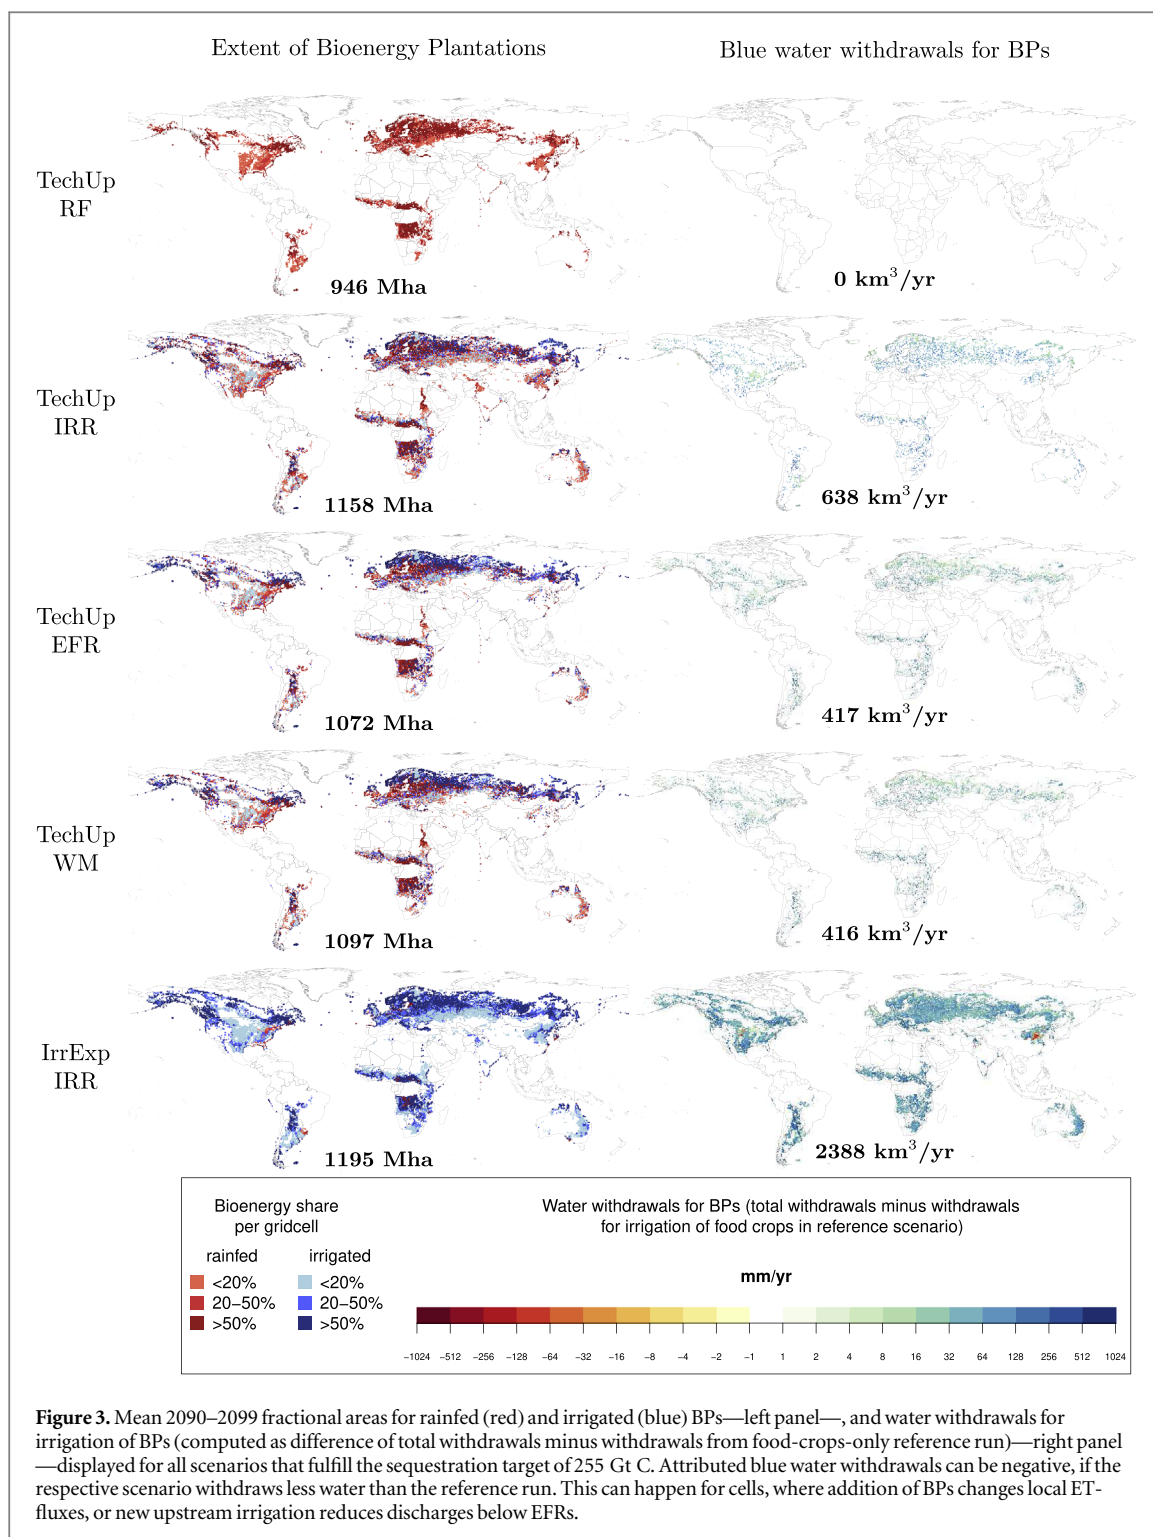 Extent of Bioenergy Plantations
Blue water withdrawals for BPs
TechUp
RF
946 Mha
0 km³/yr
TechUp
IRR
1158 Mha
638 km³/yr
TechUp
EFR
1072 Mha
417 km³/yr
TechUp
WM
1097 Mha
416 km³/yr
IrrExp
IRR
1195 Mha
2388 km³/yr
Bioenergy share
per gridcell
rainfed irrigated
<20% <20%
20–50% 20–50%
>50% >50%
Water withdrawals for BPs (total withdrawals minus withdrawals
for irrigation of food crops in reference scenario)
mm/yr
−1024 −512 −256 −128 −64 −32 −16 −8 −4 −2 −1 1 2 4 8 16 32 64 128 256 512 1024
Figure 3. Mean 2090–2099 fractional areas for rainfed (red) and irrigated (blue) BPs—left panel—, and water withdrawals for
irrigation of BPs (computed as difference of total withdrawals minus withdrawals from food-crops-only reference run)—right panel
—displayed for all scenarios that fulfill the sequestration target of 255 Gt C. Attributed blue water withdrawals can be negative, if the
respective scenario withdraws less water than the reference run. This can happen for cells, where addition of BPs changes local ET-
fluxes, or new upstream irrigation reduces discharges below EFRs.